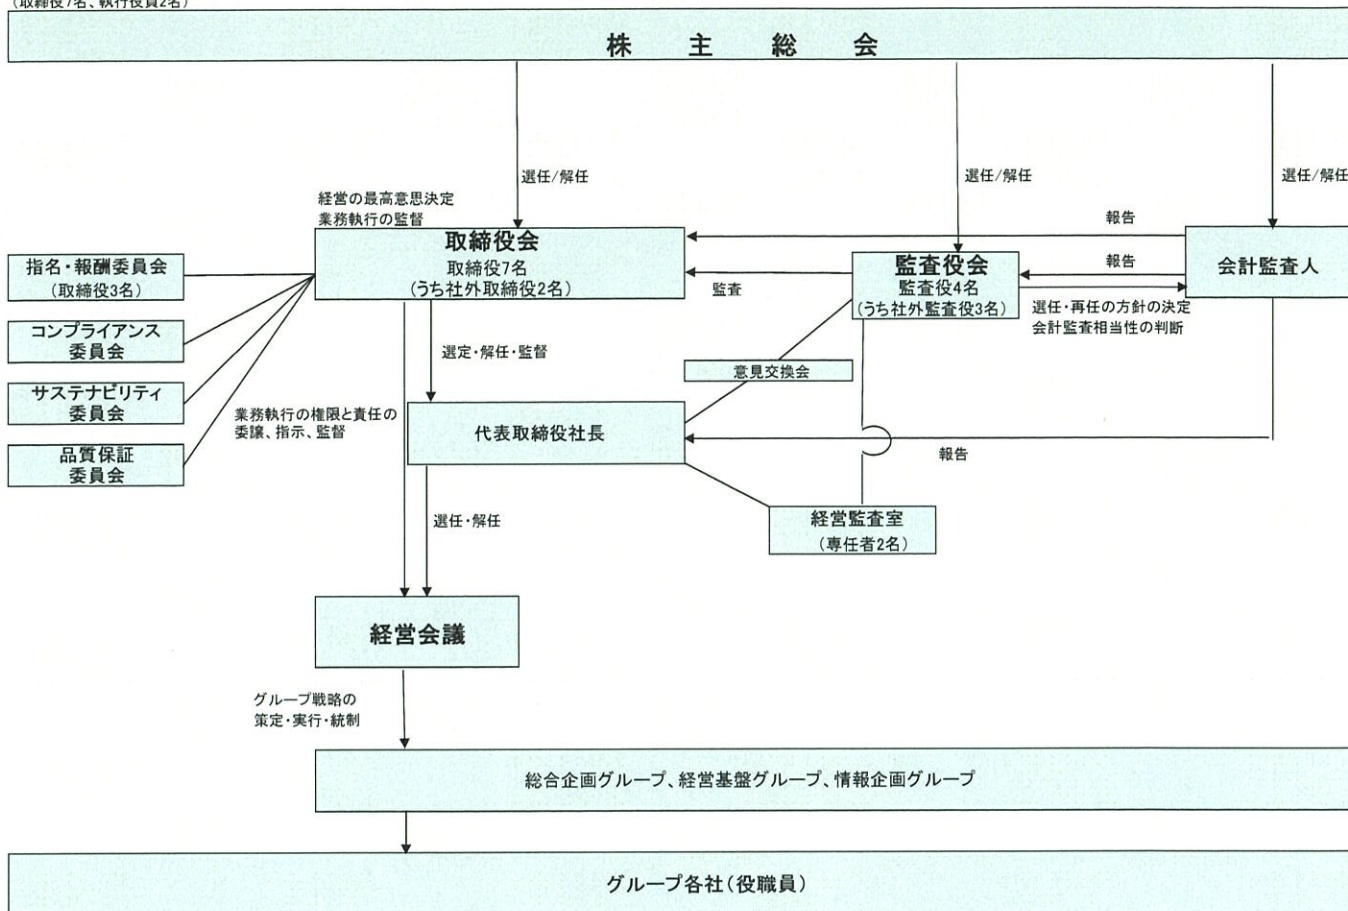 (取締役7名、執行役員2名)
株 主 総 会
選任/解任
選任/解任
選任/解任
経営の最高意思決定
業務執行の監督
取締役会
取締役7名
(うち社外取締役2名)
報告
監査役会
監査役4名
(うち社外監査役3名)
報告
会計監査人
監査
選任・再任の方針の決定
会計監査相当性の判断
指名・報酬委員会
(取締役3名)
コンプライアンス
委員会
サステナビリティ
委員会
品質保証
委員会
選定・解任・監督
意見交換会
業務執行の権限と責任の
委譲、指示、監督
代表取締役社長
報告
選任・解任
経営監査室
(専任者2名)
経営会議
グループ戦略の
策定・実行・統制
総合企画グループ、経営基盤グループ、情報企画グループ
グループ各社(役職員)